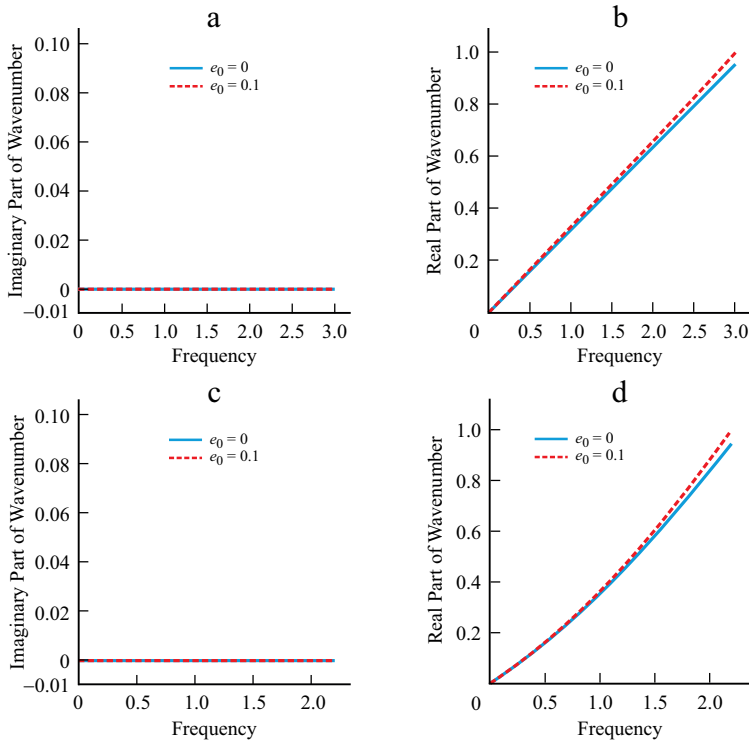 a
Imaginary Part of Wavenumber
0.10
0.08
0.06
0.04
0.02
0
–0.01
e0 = 0
e0 = 0.1
0 0.5 1.0 1.5 2.0 2.5 3.0
Frequency
b
Real Part of Wavenumber
1.0
0.8
0.6
0.4
0.2
e0 = 0
e0 = 0.1
0 0.5 1.0 1.5 2.0 2.5 3.0
Frequency
c
Imaginary Part of Wavenumber
0.10
0.08
0.06
0.04
0.02
0
–0.01
e0 = 0
e0 = 0.1
0 1.0 1.0 2.0
Frequency
d
Real Part of Wavenumber
1.0
0.8
0.6
0.4
0.2
e0 = 0
e0 = 0.1
0 0.5 1.0 1.5 2.0
Frequency